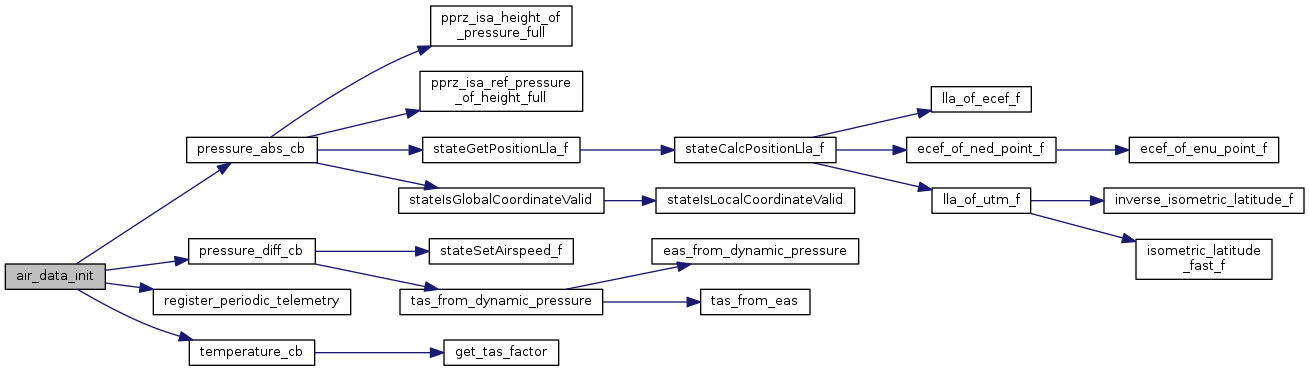 pprz_isa_height_of
_pressure_full
pprz_isa_ref_pressure
_of_height_full
lla_of_ecef_f
pressure_abs_cb
stateGetPositionLla_f
stateCalcPositionLla_f
ecef_of_ned_point_f
ecef_of_enu_point_f
stateIsGlobalCoordinateValid
stateIsLocalCoordinateValid
lla_of_utm_f
inverse_isometric_latitude_f
pressure_diff_cb
stateSetAirspeed_f
eas_from_dynamic_pressure
isometric_latitude
_fast_f
air_data_init
register_periodic_telemetry
tas_from_dynamic_pressure
tas_from_eas
temperature_cb
get_tas_factor